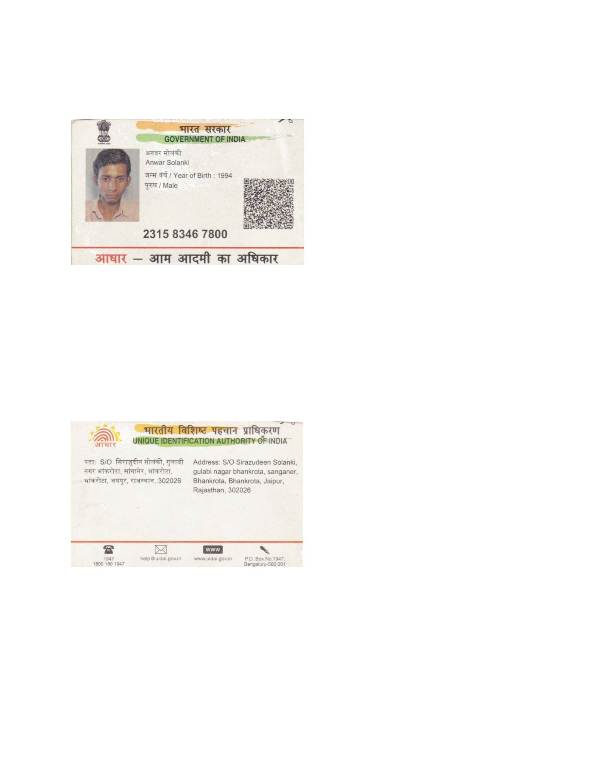 भारत सरकार
GOVERNMENT OF INDIA
अनवर सोलंकी
Anwar Solanki
जन्म वर्ष / Year of Birth : 1994
पुरुष / Male
2315 8346 7800
आधार – आम आदमी का अधिकार
भारतीय विशिष्ट पहचान प्राधिकरण
UNIQUE IDENTIFICATION AUTHORITY OF INDIA
आधार
पता: S/O सिराजुदीन सोलंकी, गुलाबी
नगर भांकरोटा, सांगानेर, भांकरोटा,
भांकरोटा, जयपुर, राजस्थान, 302026
Address: S/O Sirazudeen Solanki,
gulabi nagar bhankrota, sanganer,
Bhankrota, Bhankrota, Jaipur,
Rajasthan, 302026
1947
1800 180 1947
help@uidai.gov.in
www
www.uidai.gov.in
P.O. Box No.1947,
Bengaluru-560 001